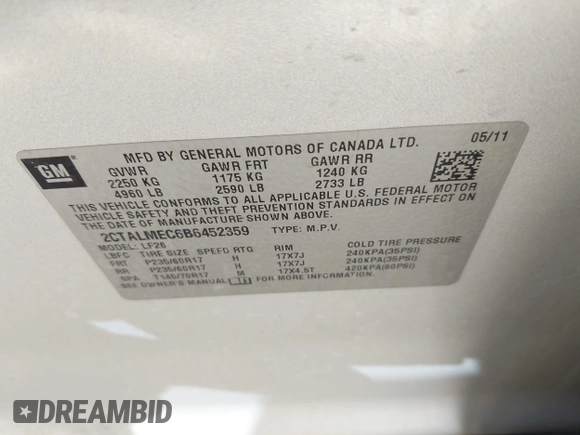 GM
MFD BY GENERAL MOTORS OF CANADA LTD. 05/11
GVWR GAWR FRT GAWR RR
2250 KG 1175 KG 1240 KG
4960 LB 2590 LB 2733 LB
THIS VEHICLE CONFORMS TO ALL APPLICABLE U.S. FEDERAL MOTOR
VEHICLE SAFETY AND THEFT PREVENTION STANDARDS IN EFFECT ON
THE DATE OF MANUFACTURE SHOWN ABOVE.
2CTALMEC6B6452359 TYPE: M.P.V.
MODEL: LF26
LBFC TIRE SIZE SPEED RTG RIM COLD TIRE PRESSURE
FRT P235/60R17 H 17X7J 240KPA(35PSI)
RR P235/60R17 H 17X7J 240KPA(35PSI)
SPA T145/70R17 M 17X4.5T 420KPA(60PSI)
SEE OWNER'S MANUAL FOR MORE INFORMATION.
DREAMBID